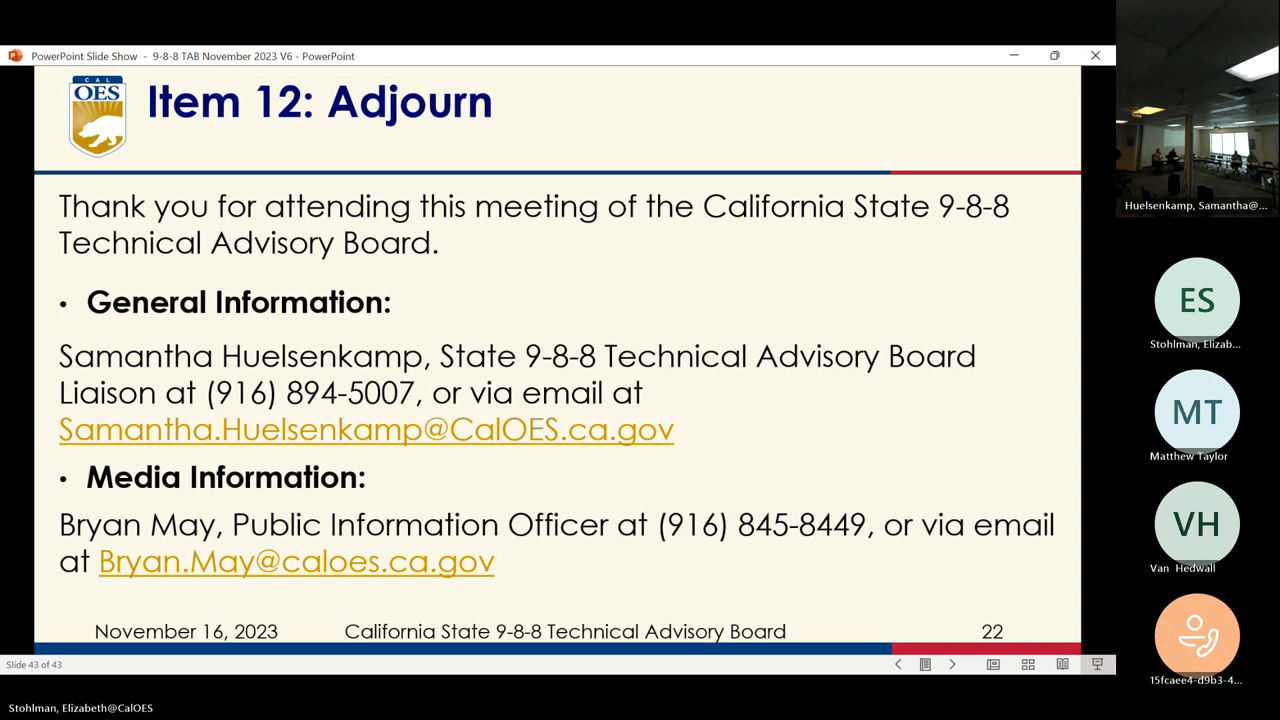 PowerPoint Slide Show - 9-8-8 TAB November 2023 V6 - PowerPoint
CAL
OES
Item 12: Adjourn
Thank you for attending this meeting of the California State 9-8-8
Technical Advisory Board.
• General Information:
Samantha Huelsenkamp, State 9-8-8 Technical Advisory Board
Liaison at (916) 894-5007, or via email at
Samantha.Huelsenkamp@CalOES.ca.gov
• Media Information:
Bryan May, Public Information Officer at (916) 845-8449, or via email
at Bryan.May@caloes.ca.gov
November 16, 2023
California State 9-8-8 Technical Advisory Board
22
Slide 43 of 43
Stohlman, Elizabeth@CalOES
Huelsenkamp, Samantha@...
ES
Stohlman, Elizab...
MT
Matthew Taylor
VH
Van Hedwall
15fcaee4-d9b3-4...